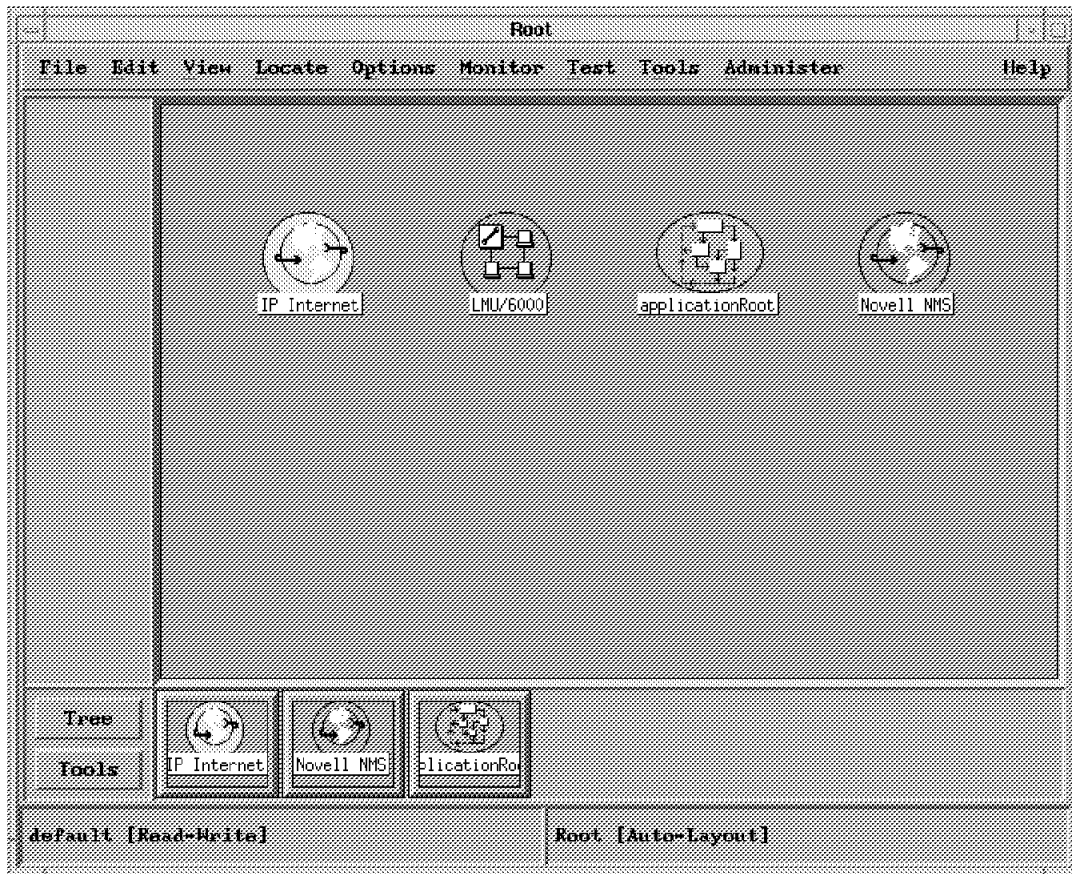 Root
File Edit View Locate Options Monitor Test Tools Administer Help
IP Internet LMU/6000 applicationRoot Novell NMS
Tree
Tools
IP Internet Novell NMS plicationRoo
default [Read-Write] Root [Auto-Layout]